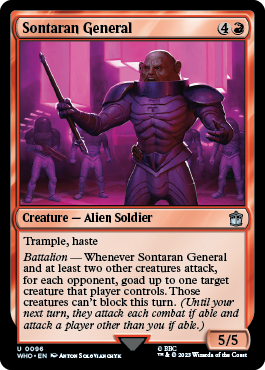 Sontaran General 4
Creature — Alien Soldier
Trample, haste
Battalion — Whenever Sontaran General
and at least two other creatures attack,
for each opponent, goad up to one target
creature that player controls. Those
creatures can't block this turn. (Until your
next turn, they attack each combat if able and
attack a player other than you if able.)
5/5
U 0096
WHO • EN Anton Solovianchyk
© BBC
™ & © 2023 Wizards of the Coast